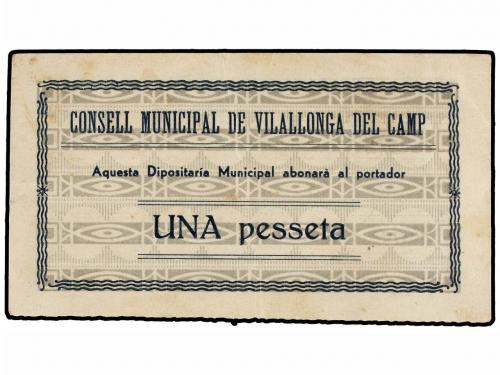 CONSELL MUNICIPAL DE VILALLONGA DEL CAMP
Aquesta Dipositaria Municipal abonarà al portador
UNA pesseta